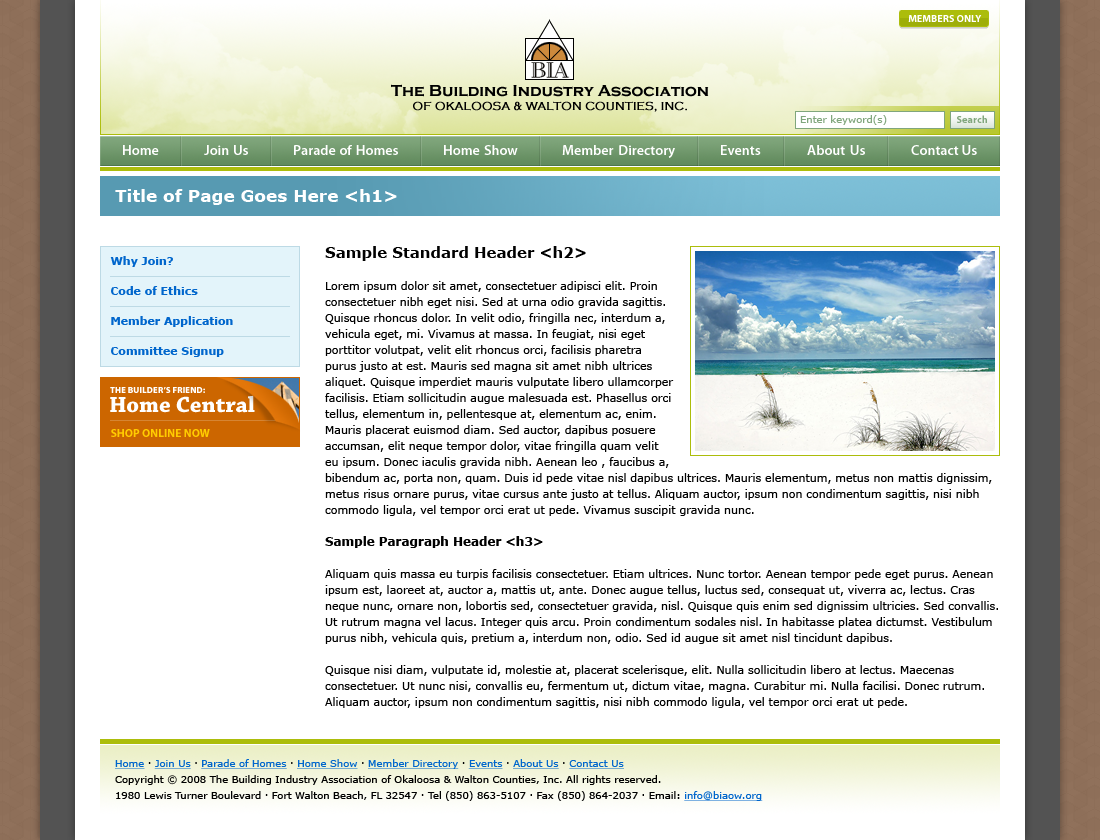 MEMBERS ONLY
BIA
THE BUILDING INDUSTRY ASSOCIATION
OF OKALOOSA & WALTON COUNTIES, INC.
Enter keyword(s) Search
Home Join Us Parade of Homes Home Show Member Directory Events About Us Contact Us
Title of Page Goes Here <h1>
Why Join?
Code of Ethics
Member Application
Committee Signup
THE BUILDER'S FRIEND:
Home Central
SHOP ONLINE NOW
Sample Standard Header <h2>
Lorem ipsum dolor sit amet, consectetuer adipisci elit. Proin
consectetuer nibh eget nisi. Sed at urna odio gravida sagittis.
Quisque rhoncus dolor. In velit odio, fringilla nec, interdum a,
vehicula eget, mi. Vivamus at massa. In feugiat, nisi eget
porttitor volutpat, velit elit rhoncus orci, facilisis pharetra
purus justo at est. Mauris sed magna sit amet nibh ultrices
aliquet. Quisque imperdiet mauris vulputate libero ullamcorper
facilisis. Etiam sollicitudin augue malesuada est. Phasellus orci
tellus, elementum in, pellentesque at, elementum ac, enim.
Mauris placerat euismod diam. Sed auctor, dapibus posuere
accumsan, elit neque tempor dolor, vitae fringilla quam velit
eu ipsum. Donec iaculis gravida nibh. Aenean leo , faucibus a,
bibendum ac, porta non, quam. Duis id pede vitae nisl dapibus ultrices. Mauris elementum, metus non mattis dignissim,
metus risus ornare purus, vitae cursus ante justo at tellus. Aliquam auctor, ipsum non condimentum sagittis, nisi nibh
commodo ligula, vel tempor orci erat ut pede. Vivamus suscipit gravida nunc.
Sample Paragraph Header <h3>
Aliquam quis massa eu turpis facilisis consectetuer. Etiam ultrices. Nunc tortor. Aenean tempor pede eget purus. Aenean
ipsum est, laoreet at, auctor a, mattis ut, ante. Donec augue tellus, luctus sed, consequat ut, viverra ac, lectus. Cras
neque nunc, ornare non, lobortis sed, consectetuer gravida, nisl. Quisque quis enim sed dignissim ultricies. Sed convallis.
Ut rutrum magna vel lacus. Integer quis arcu. Proin condimentum sodales nisl. In habitasse platea dictumst. Vestibulum
purus nibh, vehicula quis, pretium a, interdum non, odio. Sed id augue sit amet nisl tincidunt dapibus.
Quisque nisi diam, vulputate id, molestie at, placerat scelerisque, elit. Nulla sollicitudin libero at lectus. Maecenas
consectetuer. Ut nunc nisi, convallis eu, fermentum ut, dictum vitae, magna. Curabitur mi. Nulla facilisi. Donec rutrum.
Aliquam auctor, ipsum non condimentum sagittis, nisi nibh commodo ligula, vel tempor orci erat ut pede.
Home · Join Us · Parade of Homes · Home Show · Member Directory · Events · About Us · Contact Us
Copyright © 2008 The Building Industry Association of Okaloosa & Walton Counties, Inc. All rights reserved.
1980 Lewis Turner Boulevard · Fort Walton Beach, FL 32547 · Tel (850) 863-5107 · Fax (850) 864-2037 · Email: info@biaow.org